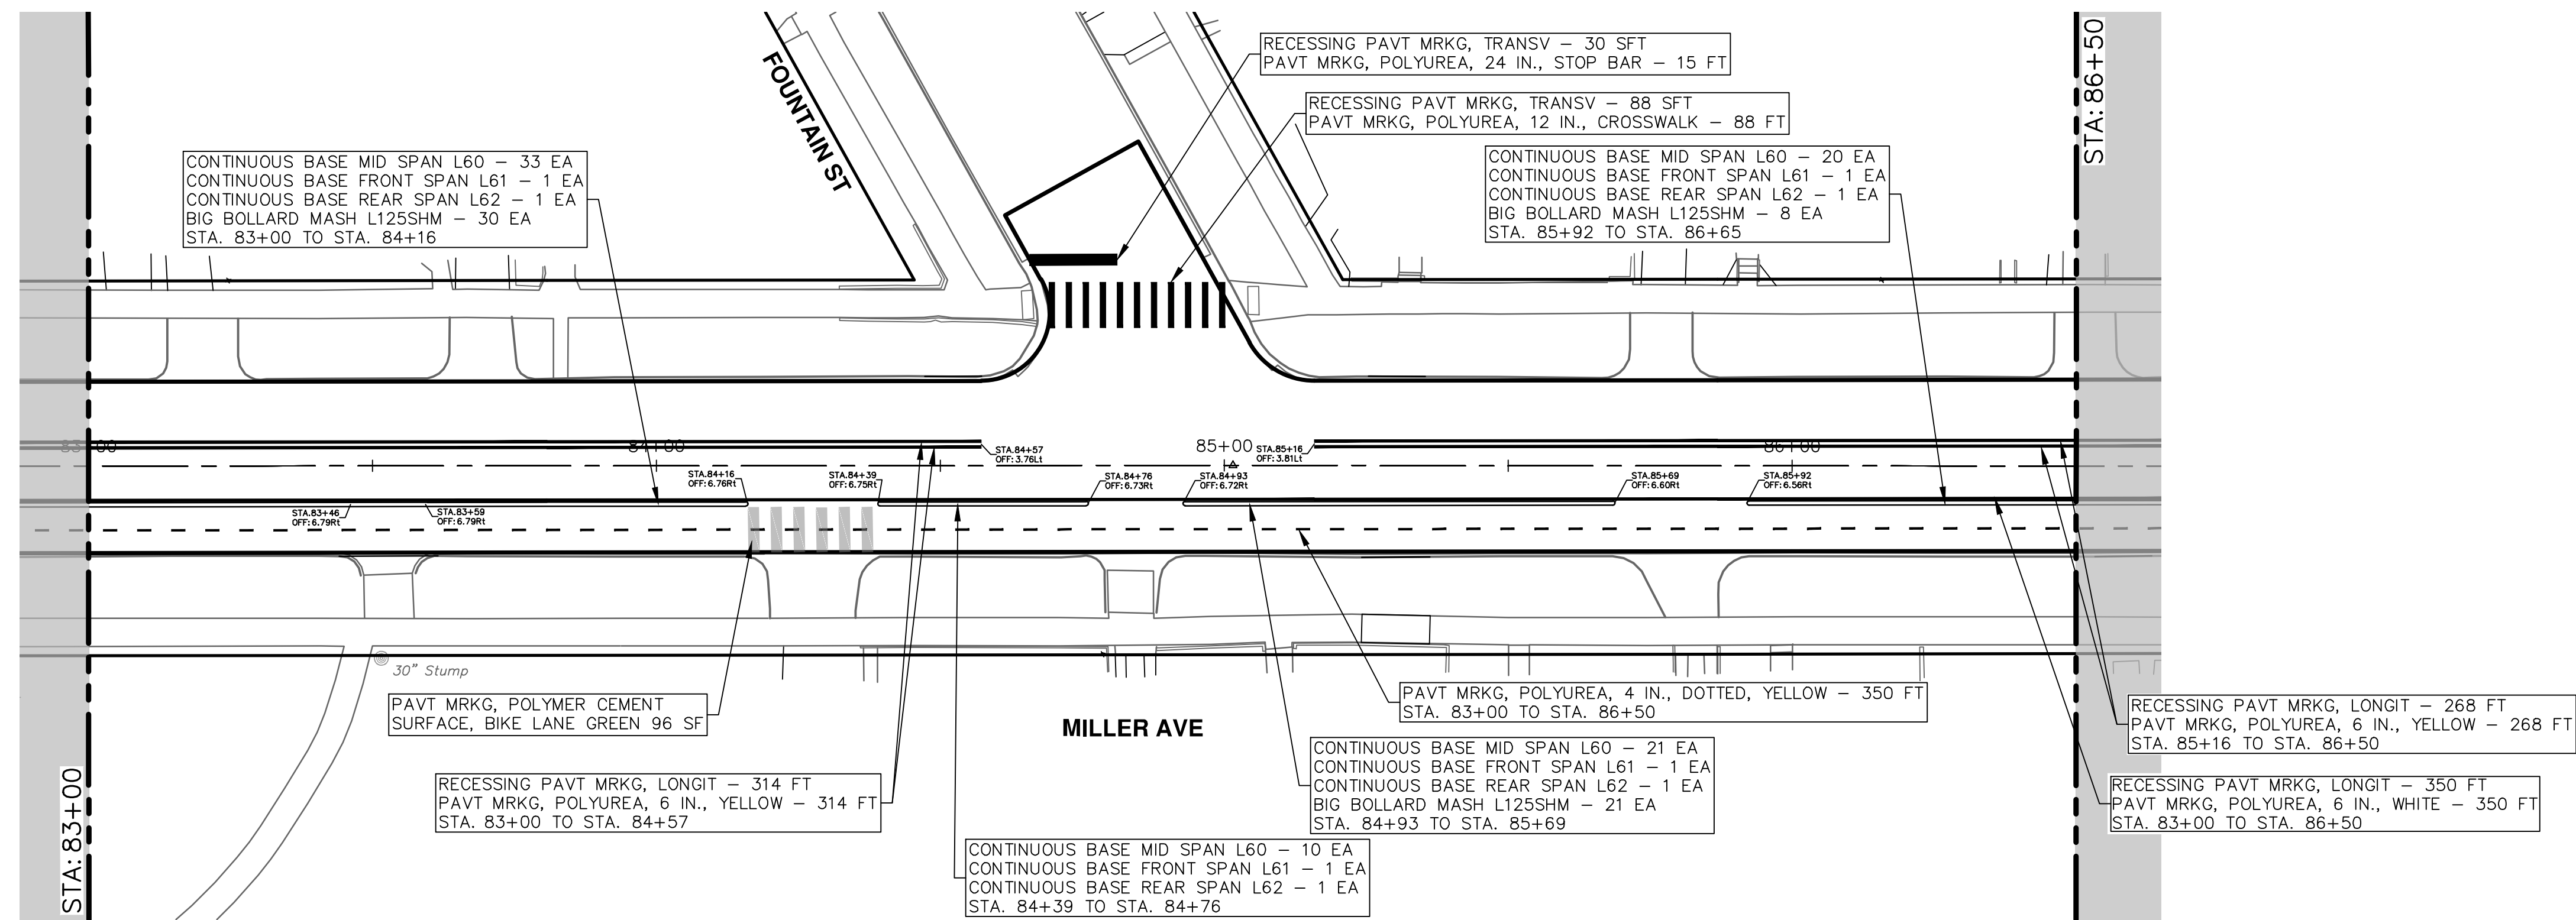 RECESSING PAVT MRKG, TRANSV – 30 SFT
PAVT MRKG, POLYUREA, 24 IN., STOP BAR – 15 FT
RECESSING PAVT MRKG, TRANSV – 88 SFT
PAVT MRKG, POLYUREA, 12 IN., CROSSWALK – 88 FT
FOUNTAIN ST
STA: 86+50
CONTINUOUS BASE MID SPAN L60 – 33 EA
CONTINUOUS BASE FRONT SPAN L61 – 1 EA
CONTINUOUS BASE REAR SPAN L62 – 1 EA
BIG BOLLARD MASH L125SHM – 30 EA
STA. 83+00 TO STA. 84+16
CONTINUOUS BASE MID SPAN L60 – 20 EA
CONTINUOUS BASE FRONT SPAN L61 – 1 EA
CONTINUOUS BASE REAR SPAN L62 – 1 EA
BIG BOLLARD MASH L125SHM – 8 EA
STA. 85+92 TO STA. 86+65
83+00
84+00
STA.84+57
OFF: 3.76Lt
85+00
STA.85+16
OFF: 3.81Lt
86+00
STA.84+16
OFF: 6.76Rt
STA.84+39
OFF: 6.75Rt
STA.84+76
OFF: 6.73Rt
STA.84+93
OFF: 6.72Rt
STA.85+69
OFF: 6.60Rt
STA.85+92
OFF: 6.56Rt
STA.83+46
OFF: 6.79Rt
STA.83+59
OFF: 6.79Rt
30" Stump
PAVT MRKG, POLYMER CEMENT
SURFACE, BIKE LANE GREEN 96 SF
MILLER AVE
PAVT MRKG, POLYUREA, 4 IN., DOTTED, YELLOW – 350 FT
STA. 83+00 TO STA. 86+50
RECESSING PAVT MRKG, LONGIT – 268 FT
PAVT MRKG, POLYUREA, 6 IN., YELLOW – 268 FT
STA. 85+16 TO STA. 86+50
STA: 83+00
RECESSING PAVT MRKG, LONGIT – 314 FT
PAVT MRKG, POLYUREA, 6 IN., YELLOW – 314 FT
STA. 83+00 TO STA. 84+57
CONTINUOUS BASE MID SPAN L60 – 21 EA
CONTINUOUS BASE FRONT SPAN L61 – 1 EA
CONTINUOUS BASE REAR SPAN L62 – 1 EA
BIG BOLLARD MASH L125SHM – 21 EA
STA. 84+93 TO STA. 85+69
RECESSING PAVT MRKG, LONGIT – 350 FT
PAVT MRKG, POLYUREA, 6 IN., WHITE – 350 FT
STA. 83+00 TO STA. 86+50
CONTINUOUS BASE MID SPAN L60 – 10 EA
CONTINUOUS BASE FRONT SPAN L61 – 1 EA
CONTINUOUS BASE REAR SPAN L62 – 1 EA
STA. 84+39 TO STA. 84+76